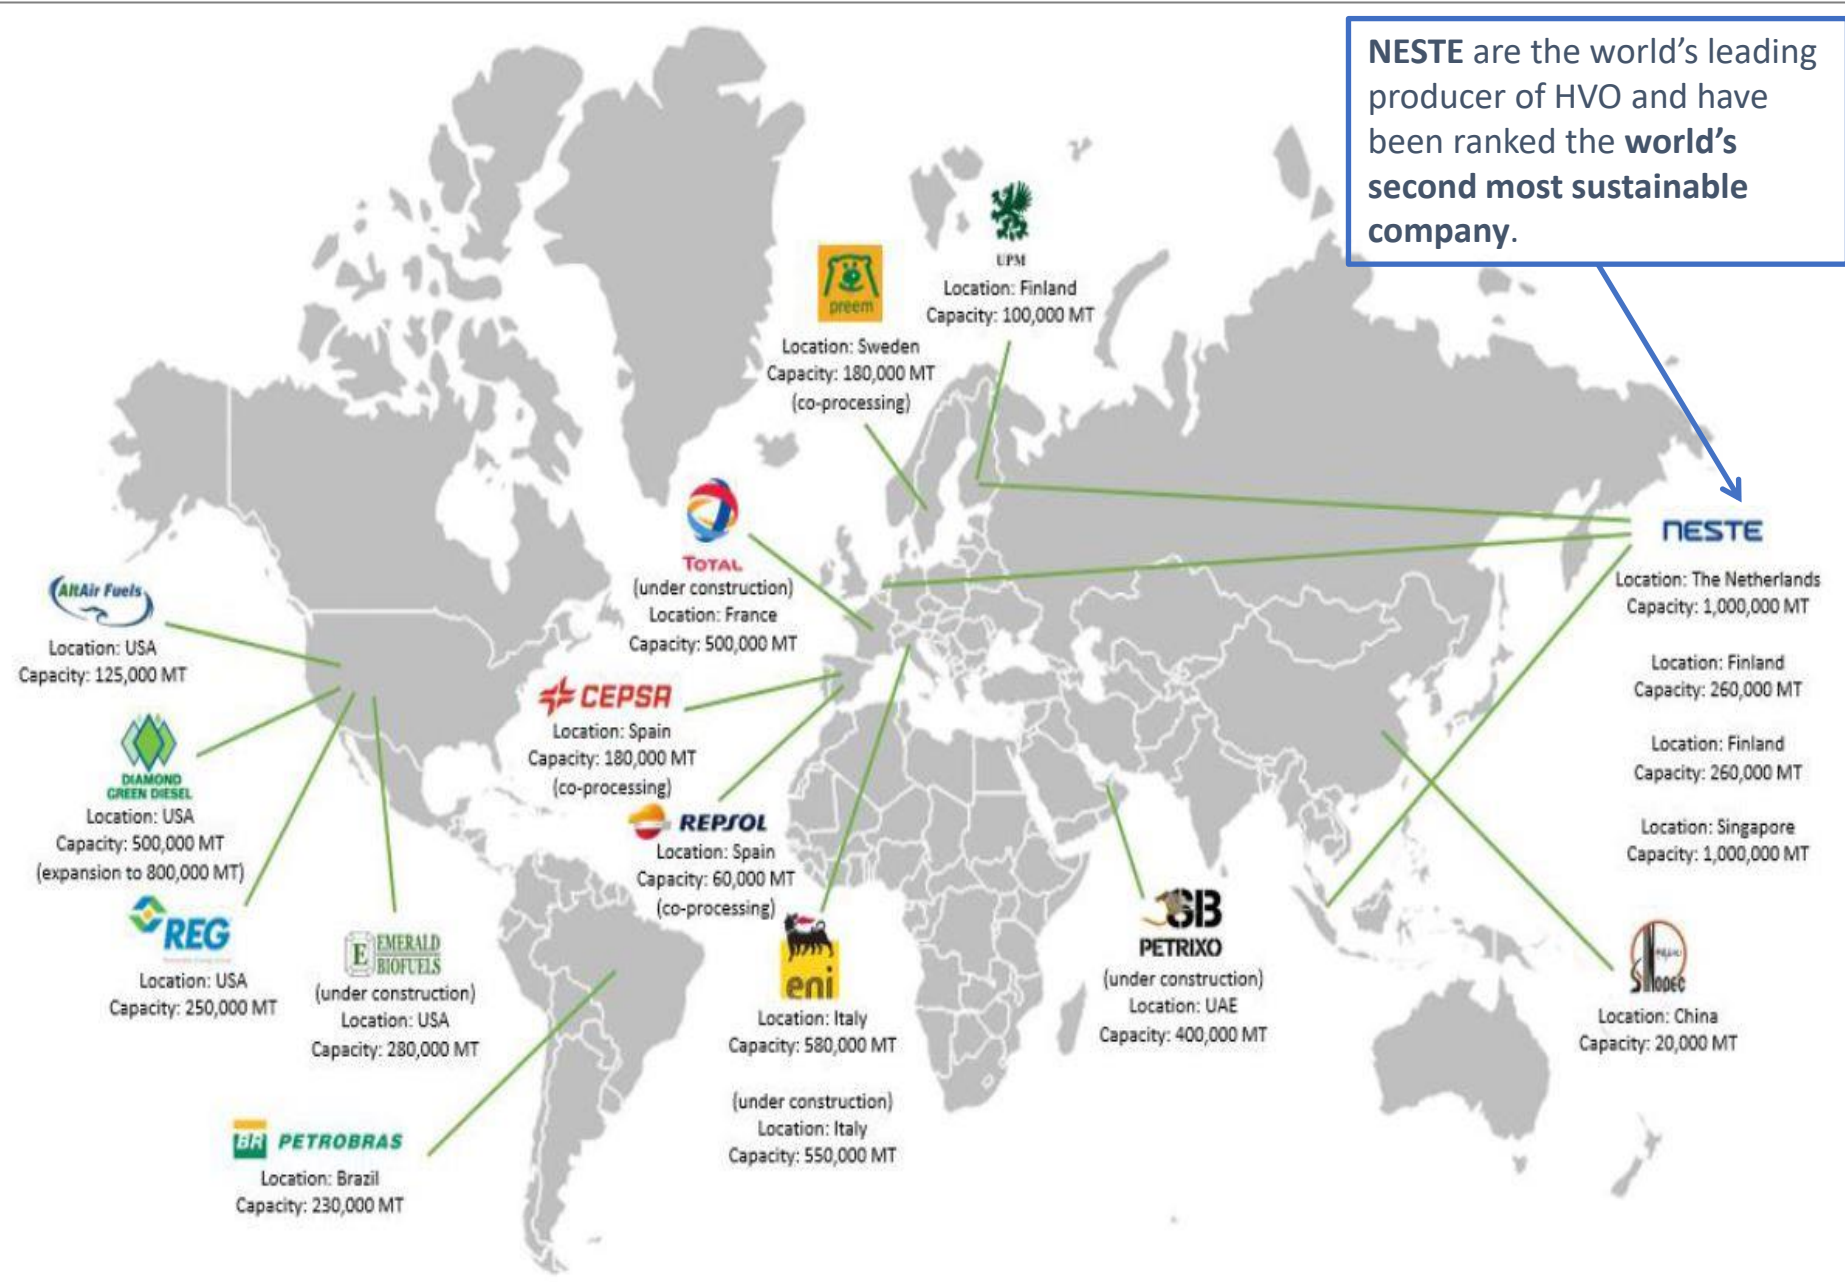 NESTE are the world's leading
producer of HVO and have
been ranked the world's
second most sustainable
company.
UPM
Location: Finland
Capacity: 100,000 MT
preem
Location: Sweden
Capacity: 180,000 MT
(co-processing)
TOTAL
(under construction)
Location: France
Capacity: 500,000 MT
NESTE
Location: The Netherlands
Capacity: 1,000,000 MT
Location: Finland
Capacity: 260,000 MT
Location: Finland
Capacity: 260,000 MT
Location: Singapore
Capacity: 1,000,000 MT
AltAir Fuels
Location: USA
Capacity: 125,000 MT
CEPSA
Location: Spain
Capacity: 180,000 MT
(co-processing)
DIAMOND
GREEN DIESEL
Location: USA
Capacity: 500,000 MT
(expansion to 800,000 MT)
REPSOL
Location: Spain
Capacity: 60,000 MT
(co-processing)
REG
Location: USA
Capacity: 250,000 MT
E EMERALD
BIOFUELS
(under construction)
Location: USA
Capacity: 280,000 MT
eni
Location: Italy
Capacity: 580,000 MT
(under construction)
Location: Italy
Capacity: 550,000 MT
PETRIXO
(under construction)
Location: UAE
Capacity: 400,000 MT
SINOPEC
Location: China
Capacity: 20,000 MT
BR PETROBRAS
Location: Brazil
Capacity: 230,000 MT